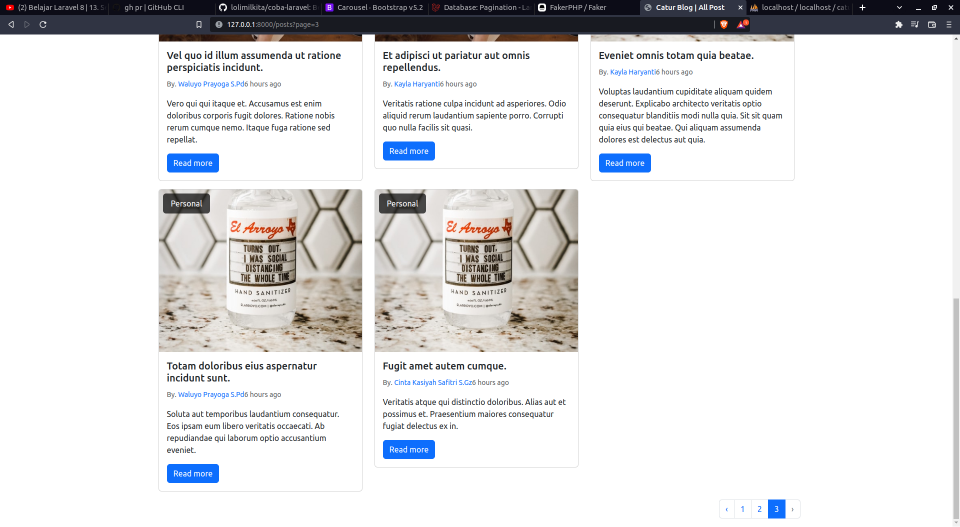 (2) Belajar Laravel 8 | 13. S
gh pr | GitHub CLI
lolimilkita/coba-laravel: B
Carousel · Bootstrap v5.2
Database: Pagination - La
FakerPHP / Faker
Catur Blog | All Post
localhost / localhost / cat
127.0.0.1:8000/posts?page=3
Vel quo id illum assumenda ut ratione
perspiciatis incidunt.
By. Waluyo Prayoga S.Pd6 hours ago
Vero qui qui itaque et. Accusamus est enim
doloribus corporis fugit dolores. Ratione nobis
rerum cumque nemo. Itaque fuga ratione sed
repellat.
Read more
Et adipisci ut pariatur aut omnis
repellendus.
By. Kayla Haryanti6 hours ago
Veritatis ratione culpa incidunt ad asperiores. Odio
aliquid rerum laudantium sapiente porro. Corrupti
quo nulla facilis sit quasi.
Read more
Eveniet omnis totam quia beatae.
By. Kayla Haryanti6 hours ago
Voluptas laudantium cupiditate aliquam quidem
deserunt. Explicabo architecto veritatis optio
consequatur blanditiis modi nulla quia. Sit sit quam
quia eius qui beatae. Qui aliquam assumenda
dolores est delectus aut quia.
Read more
Personal
El Arroyo
TURNS OUT,
I WAS SOCIAL
DISTANCING
THE WHOLE TIME
HAND SANITIZER
Totam doloribus eius aspernatur
incidunt sunt.
By. Waluyo Prayoga S.Pd6 hours ago
Soluta aut temporibus laudantium consequatur.
Eos ipsam eum libero veritatis occaecati. Ab
repudiandae qui laborum optio accusantium
eveniet.
Read more
Personal
El Arroyo
TURNS OUT,
I WAS SOCIAL
DISTANCING
THE WHOLE TIME
HAND SANITIZER
Fugit amet autem cumque.
By. Cinta Kasiyah Safitri S.Gz6 hours ago
Veritatis atque qui distinctio doloribus. Alias aut et
possimus et. Praesentium maiores consequatur
fugiat delectus ex in.
Read more
‹ 1 2 3 ›